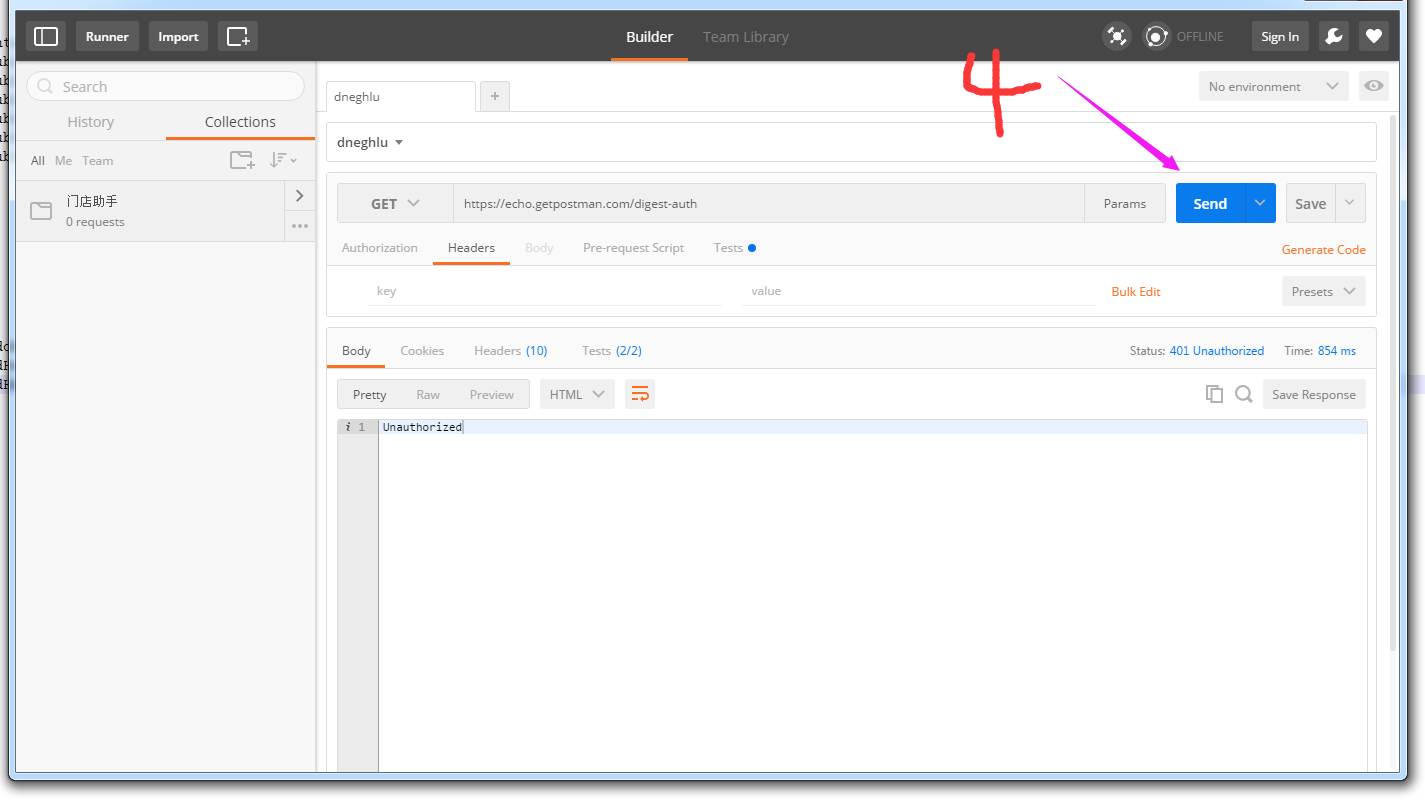 Runner
Import
Builder
Team Library
OFFLINE
Sign In
4
Search
History
Collections
All Me Team
门店助手
0 requests
dneghlu
+
No environment
dneghlu
GET
https://echo.getpostman.com/digest-auth
Params
Send
Save
Authorization
Headers
Body
Pre-request Script
Tests
Generate Code
key
value
Bulk Edit
Presets
Body
Cookies
Headers (10)
Tests (2/2)
Status: 401 Unauthorized
Time: 854 ms
Pretty
Raw
Preview
HTML
Save Response
i 1
Unauthorized